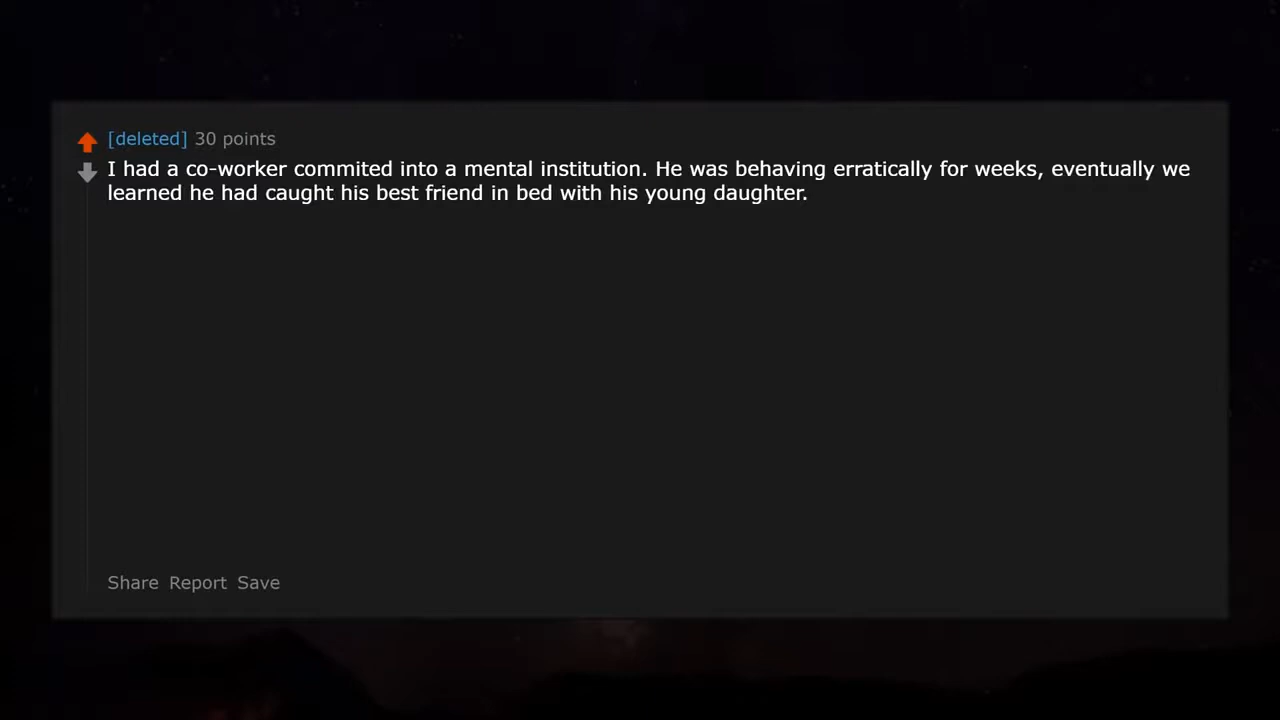 [deleted] 30 points
I had a co-worker commited into a mental institution. He was behaving erratically for weeks, eventually we
learned he had caught his best friend in bed with his young daughter.
Share Report Save